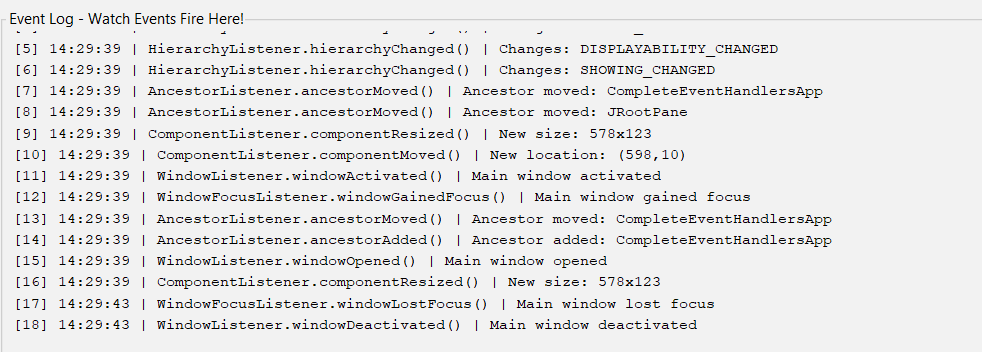 Event Log - Watch Events Fire Here!
[5] 14:29:39 | HierarchyListener.hierarchyChanged() | Changes: DISPLAYABILITY_CHANGED
[6] 14:29:39 | HierarchyListener.hierarchyChanged() | Changes: SHOWING_CHANGED
[7] 14:29:39 | AncestorListener.ancestorMoved() | Ancestor moved: CompleteEventHandlersApp
[8] 14:29:39 | AncestorListener.ancestorMoved() | Ancestor moved: JRootPane
[9] 14:29:39 | ComponentListener.componentResized() | New size: 578x123
[10] 14:29:39 | ComponentListener.componentMoved() | New location: (598,10)
[11] 14:29:39 | WindowListener.windowActivated() | Main window activated
[12] 14:29:39 | WindowFocusListener.windowGainedFocus() | Main window gained focus
[13] 14:29:39 | AncestorListener.ancestorMoved() | Ancestor moved: CompleteEventHandlersApp
[14] 14:29:39 | AncestorListener.ancestorAdded() | Ancestor added: CompleteEventHandlersApp
[15] 14:29:39 | WindowListener.windowOpened() | Main window opened
[16] 14:29:39 | ComponentListener.componentResized() | New size: 578x123
[17] 14:29:43 | WindowFocusListener.windowLostFocus() | Main window lost focus
[18] 14:29:43 | WindowListener.windowDeactivated() | Main window deactivated